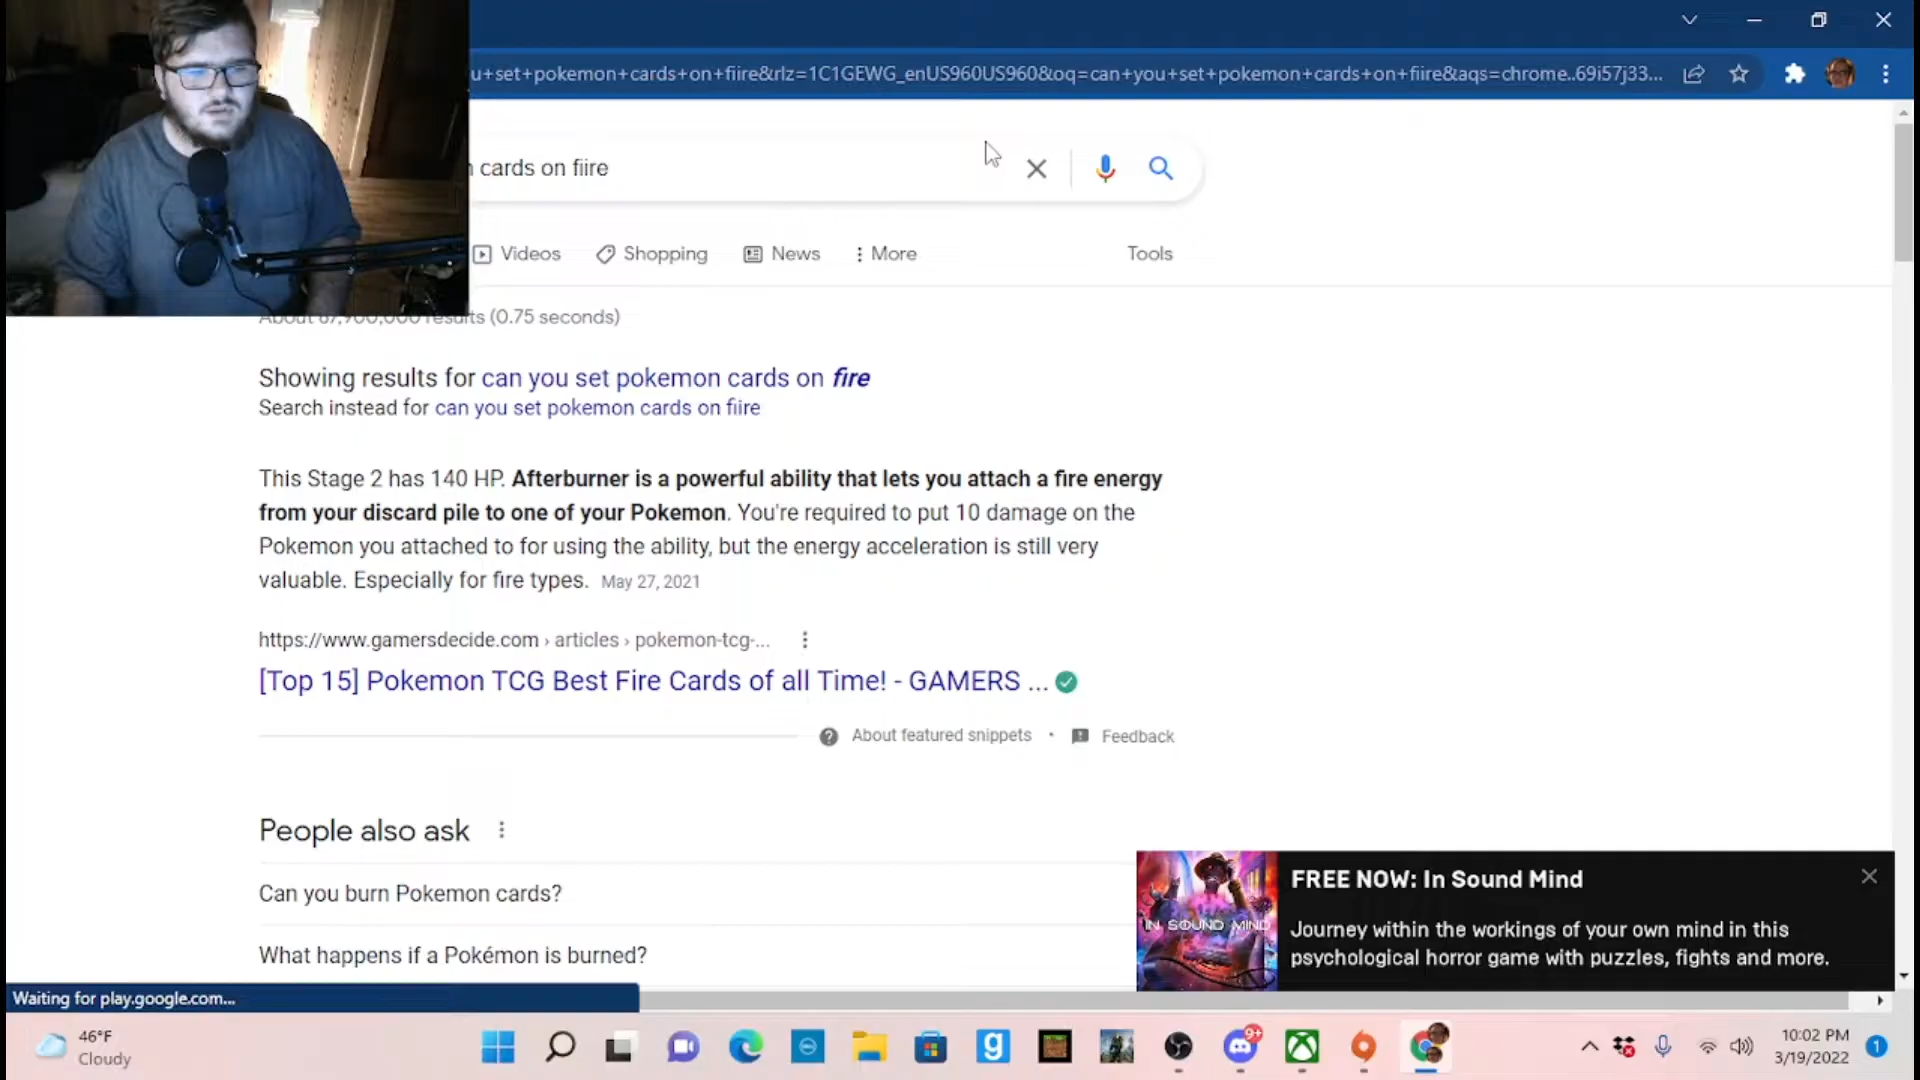 u+set+pokemon+cards+on+fiire&rlz=1C1GEWG_enUS960US960&oq=can+you+set+pokemon+cards+on+fiire&aqs=chrome..69i57j33...
cards on fiire
Videos Shopping News More Tools
About 67,900,000 results (0.75 seconds)
Showing results for can you set pokemon cards on fire
Search instead for can you set pokemon cards on fiire
This Stage 2 has 140 HP. Afterburner is a powerful ability that lets you attach a fire energy
from your discard pile to one of your Pokemon. You're required to put 10 damage on the
Pokemon you attached to for using the ability, but the energy acceleration is still very
valuable. Especially for fire types. May 27, 2021
https://www.gamersdecide.com › articles › pokemon-tcg-...
[Top 15] Pokemon TCG Best Fire Cards of all Time! - GAMERS ...
About featured snippets • Feedback
People also ask
Can you burn Pokemon cards?
What happens if a Pokémon is burned?
IN SOUND MIND
FREE NOW: In Sound Mind
Journey within the workings of your own mind in this
psychological horror game with puzzles, fights and more.
Waiting for play.google.com...
46°F
Cloudy
9+
10:02 PM
3/19/2022
1